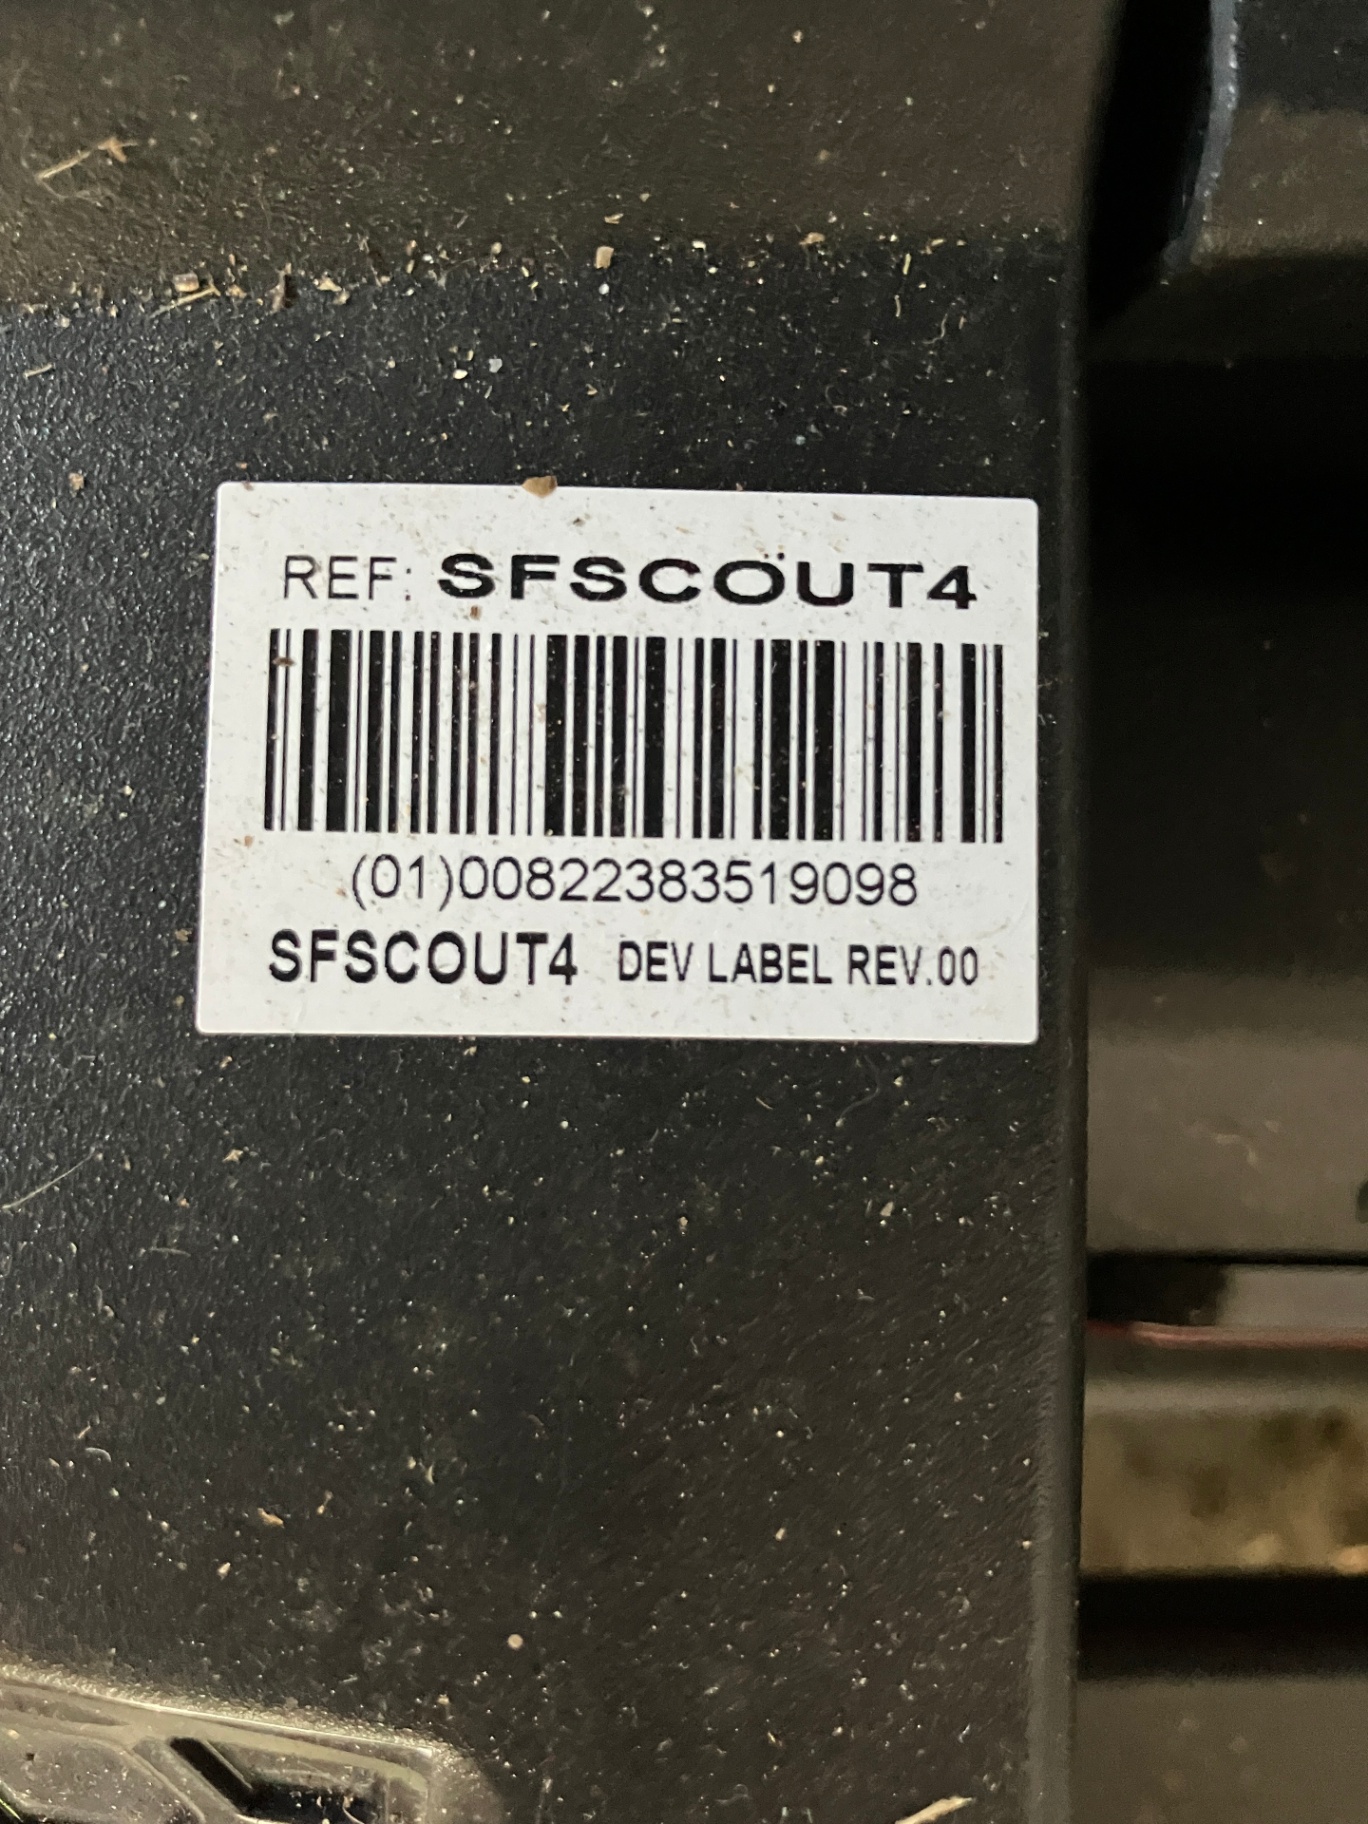 REF: SFSCOUT4
(01)00822383519098
SFSCOUT4 DEV LABEL REV.00